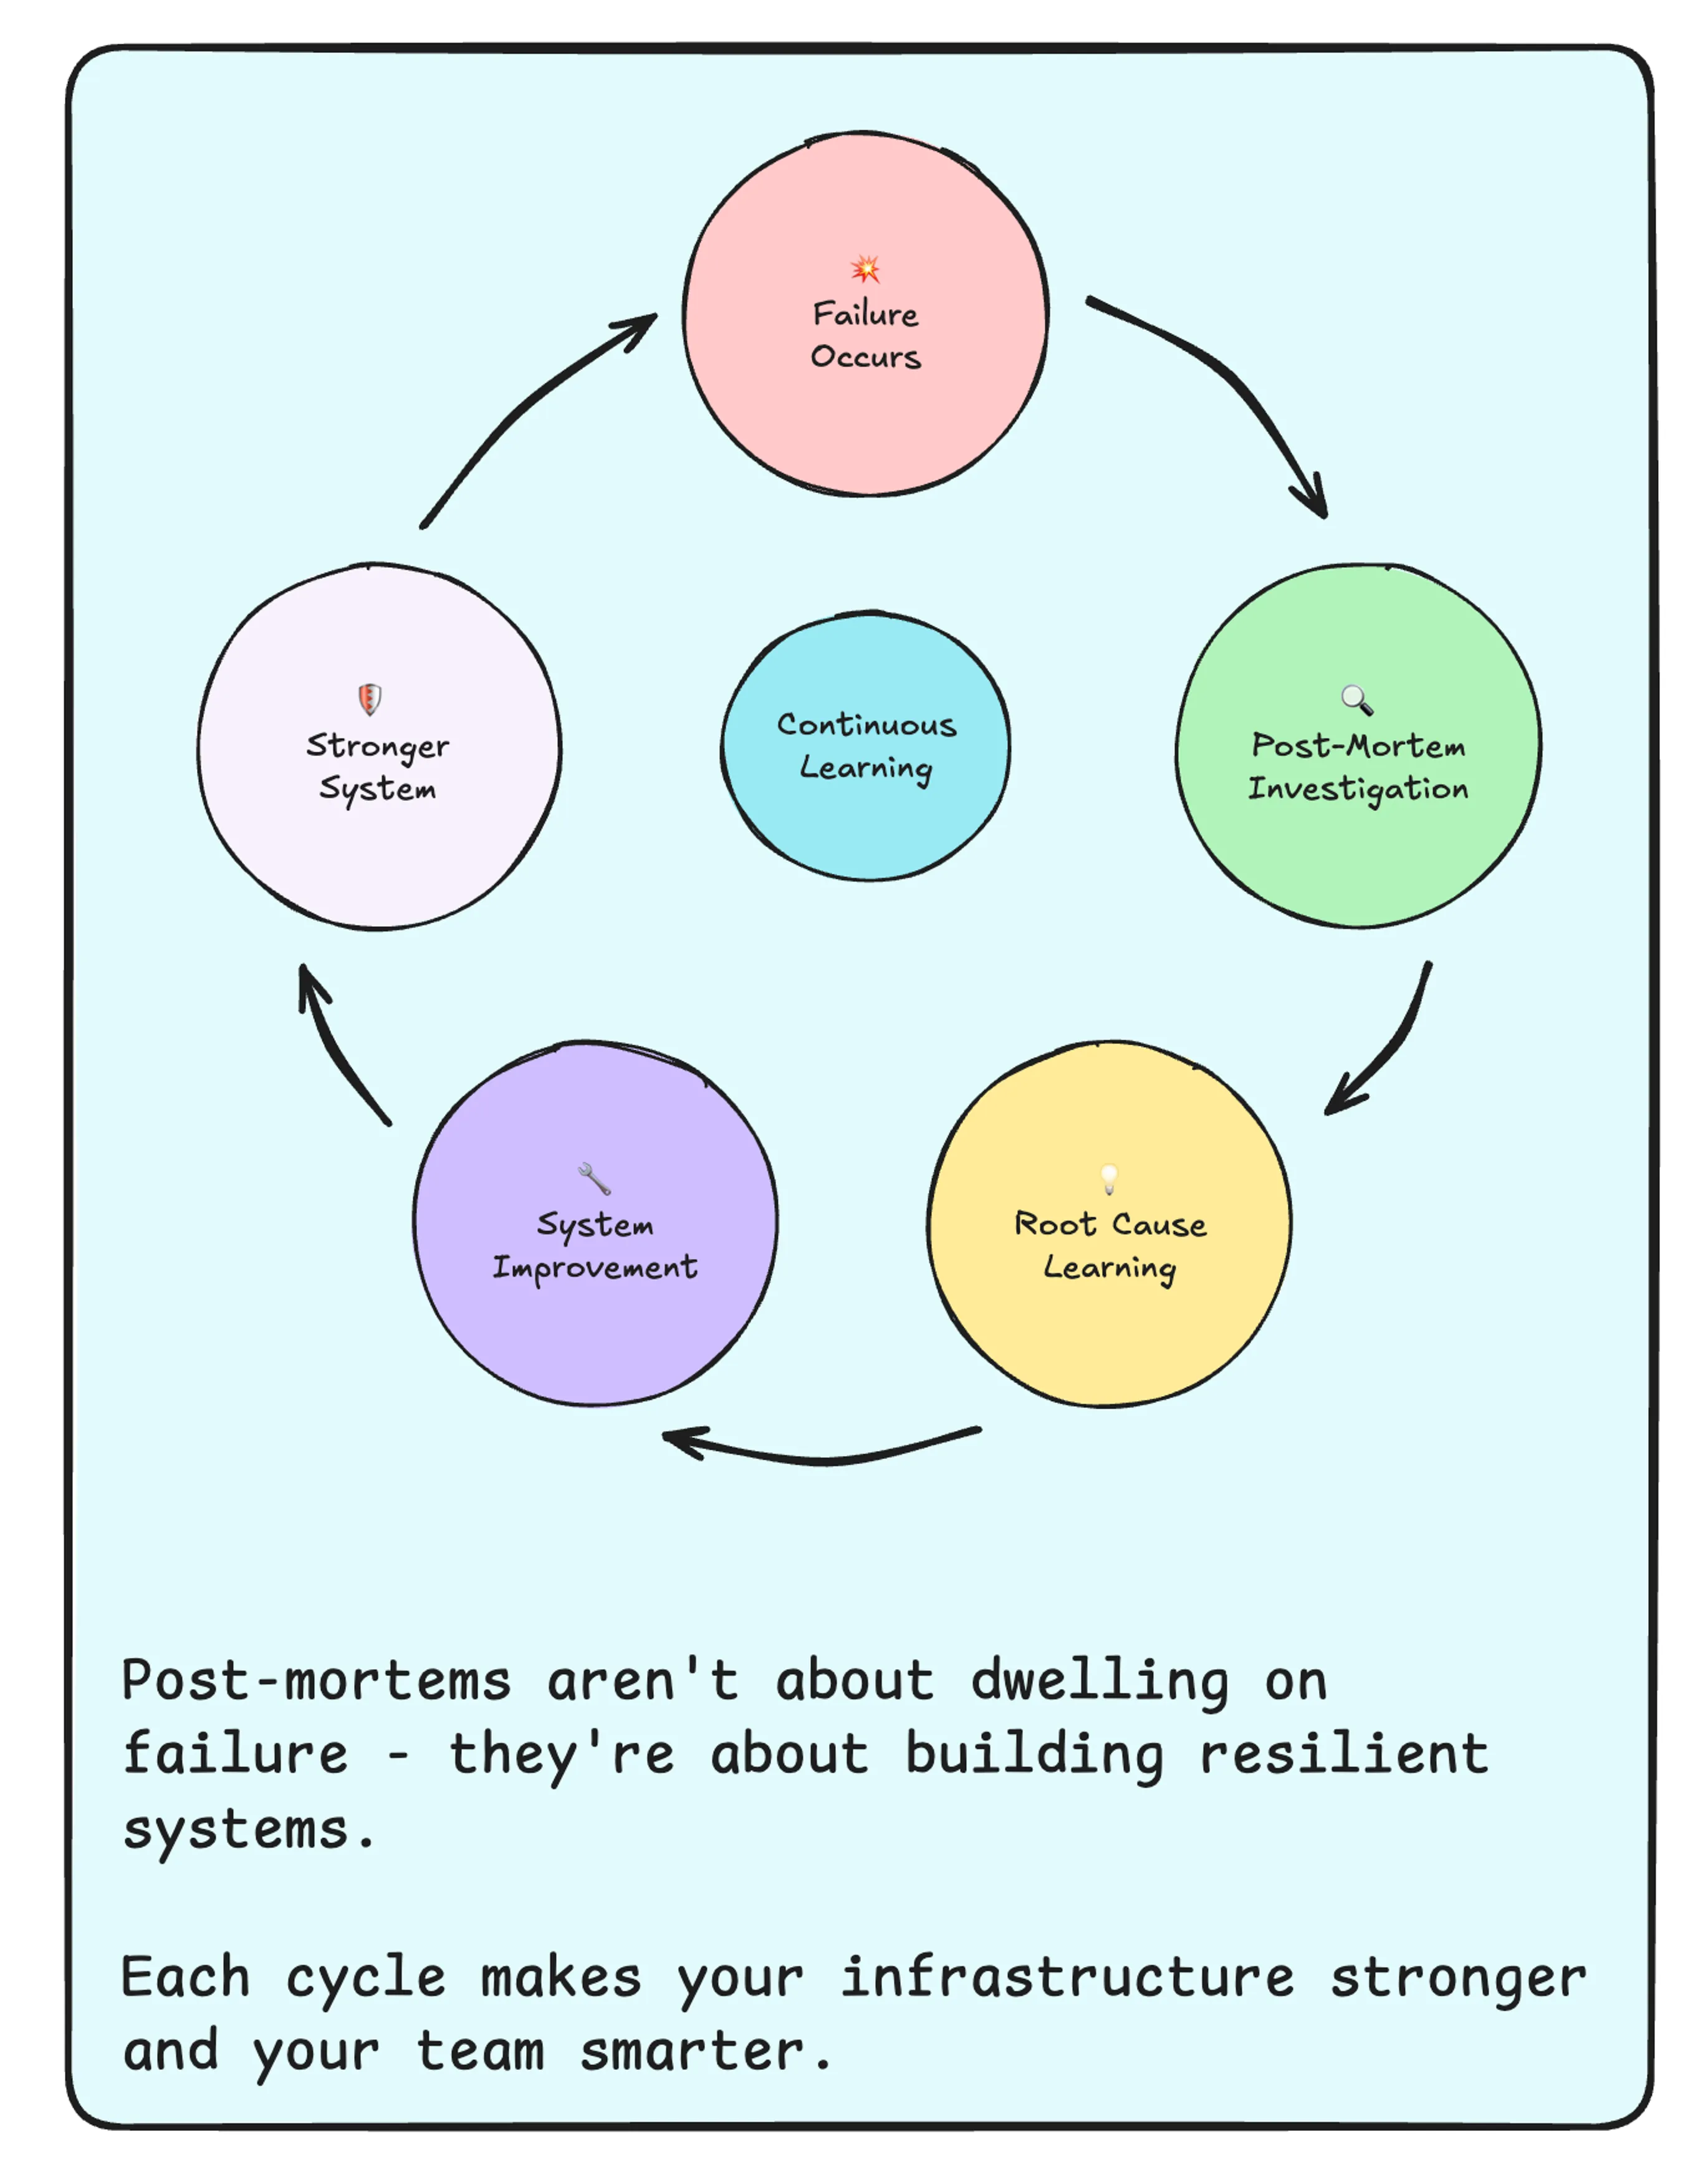 💥
Failure
Occurs
🔍
Post-Mortem
Investigation
💡
Root Cause
Learning
🔧
System
Improvement
🛡️
Stronger
System
Continuous
Learning
Post-mortems aren't about dwelling on
failure - they're about building resilient
systems.
Each cycle makes your infrastructure stronger
and your team smarter.